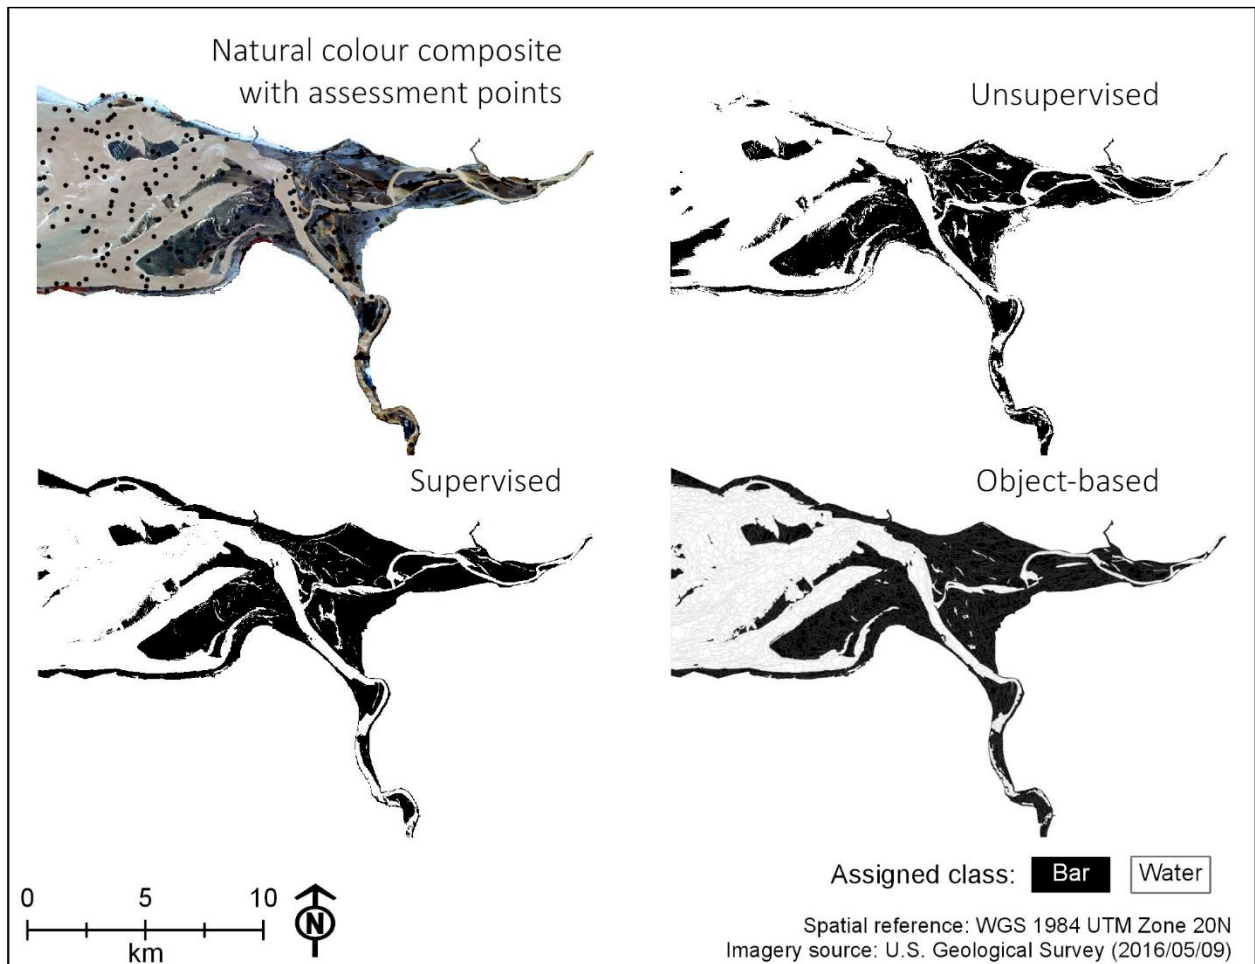 Natural colour composite
with assessment points
Unsupervised
Supervised
Object-based
Assigned class: Bar Water
0 5 10
km
N
Spatial reference: WGS 1984 UTM Zone 20N
Imagery source: U.S. Geological Survey (2016/05/09)